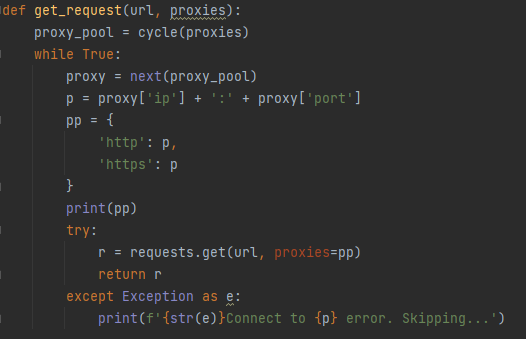 def get_request(url, proxies):
    proxy_pool = cycle(proxies)
    while True:
        proxy = next(proxy_pool)
        p = proxy['ip'] + ':' + proxy['port']
        pp = {
            'http': p,
            'https': p
        }
        print(pp)
        try:
            r = requests.get(url, proxies=pp)
            return r
        except Exception as e:
            print(f'{str(e)}Connect to {p} error. Skipping...')